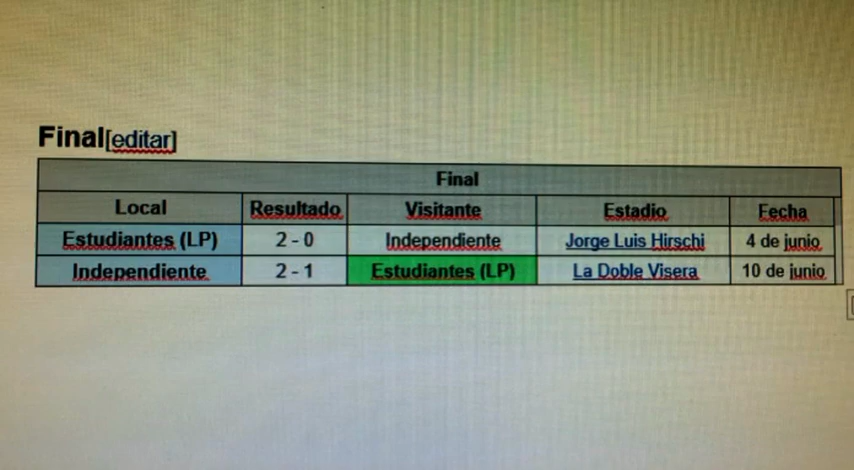 Final[editar]
Final
Local Resultado Visitante Estadio Fecha
Estudiantes (LP) 2 - 0 Independiente Jorge Luis Hirschi 4 de junio
Independiente 2 - 1 Estudiantes (LP) La Doble Visera 10 de junio